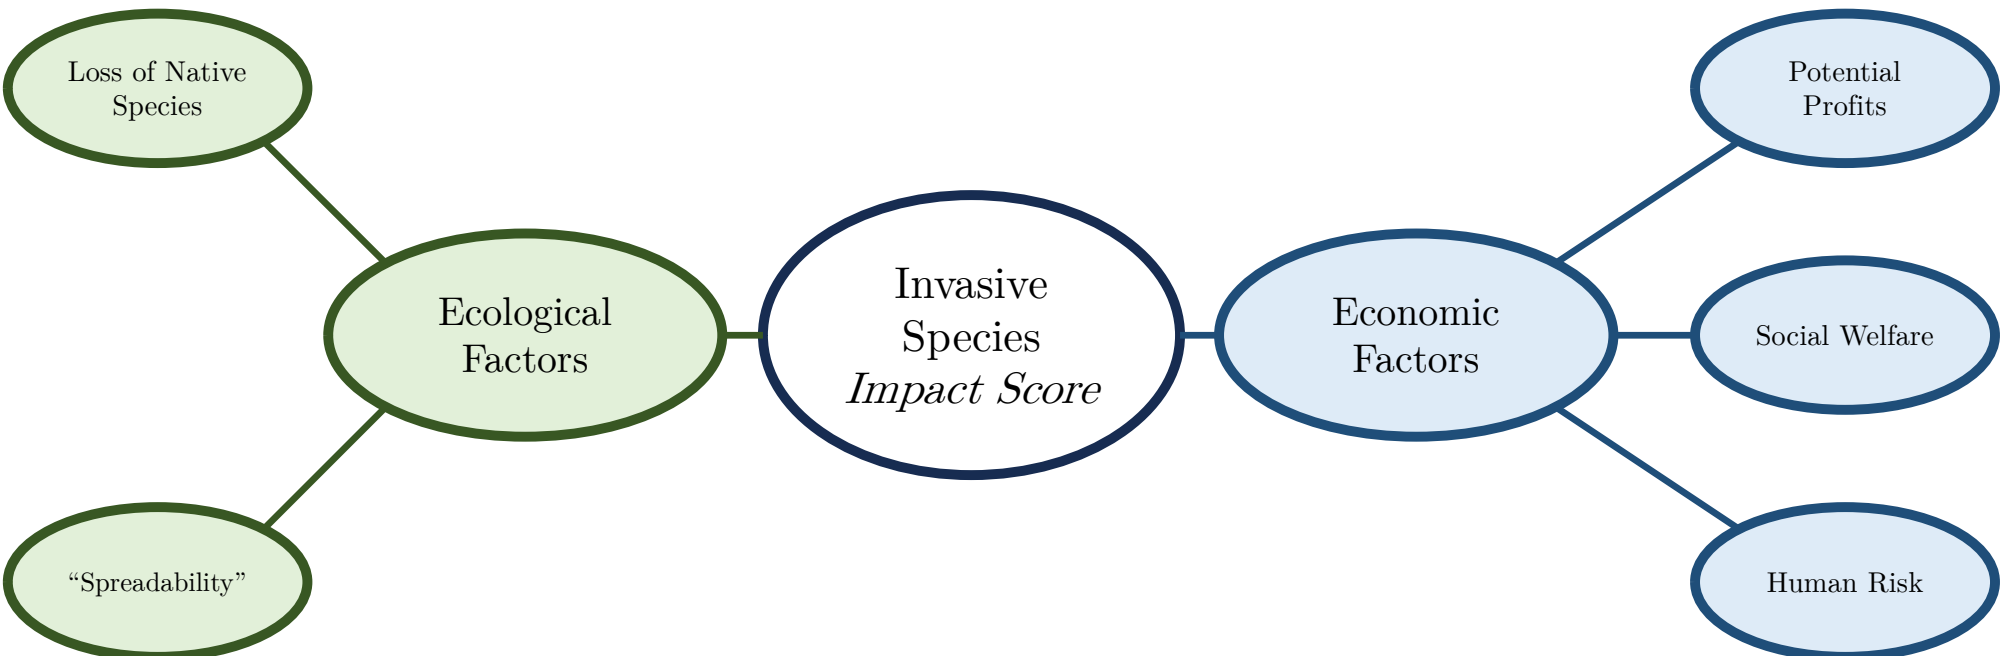 Loss of Native
Species
Potential
Profits
Ecological
Factors
Invasive
Species
Impact Score
Economic
Factors
Social Welfare
“Spreadability”
Human Risk